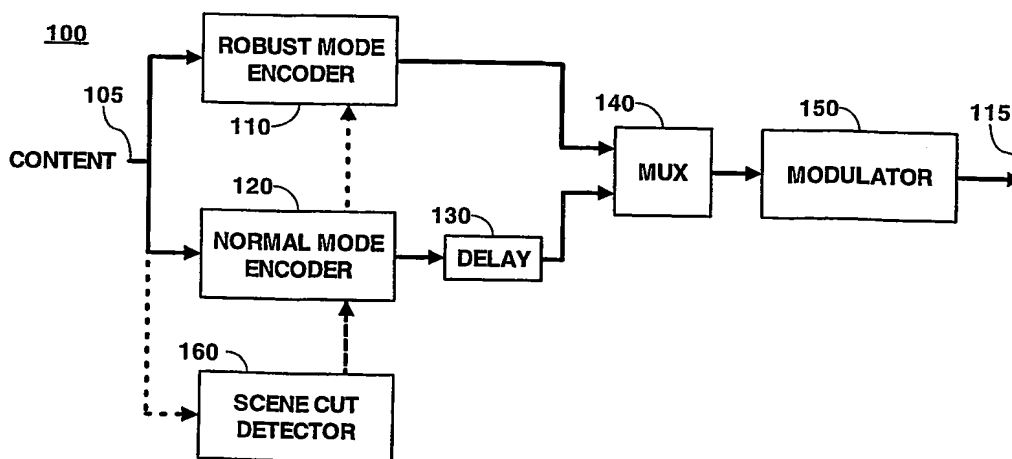 100
ROBUST MODE
ENCODER
105
110
140
150
115
CONTENT
MUX
MODULATOR
120
130
NORMAL MODE
ENCODER
DELAY
160
SCENE CUT
DETECTOR